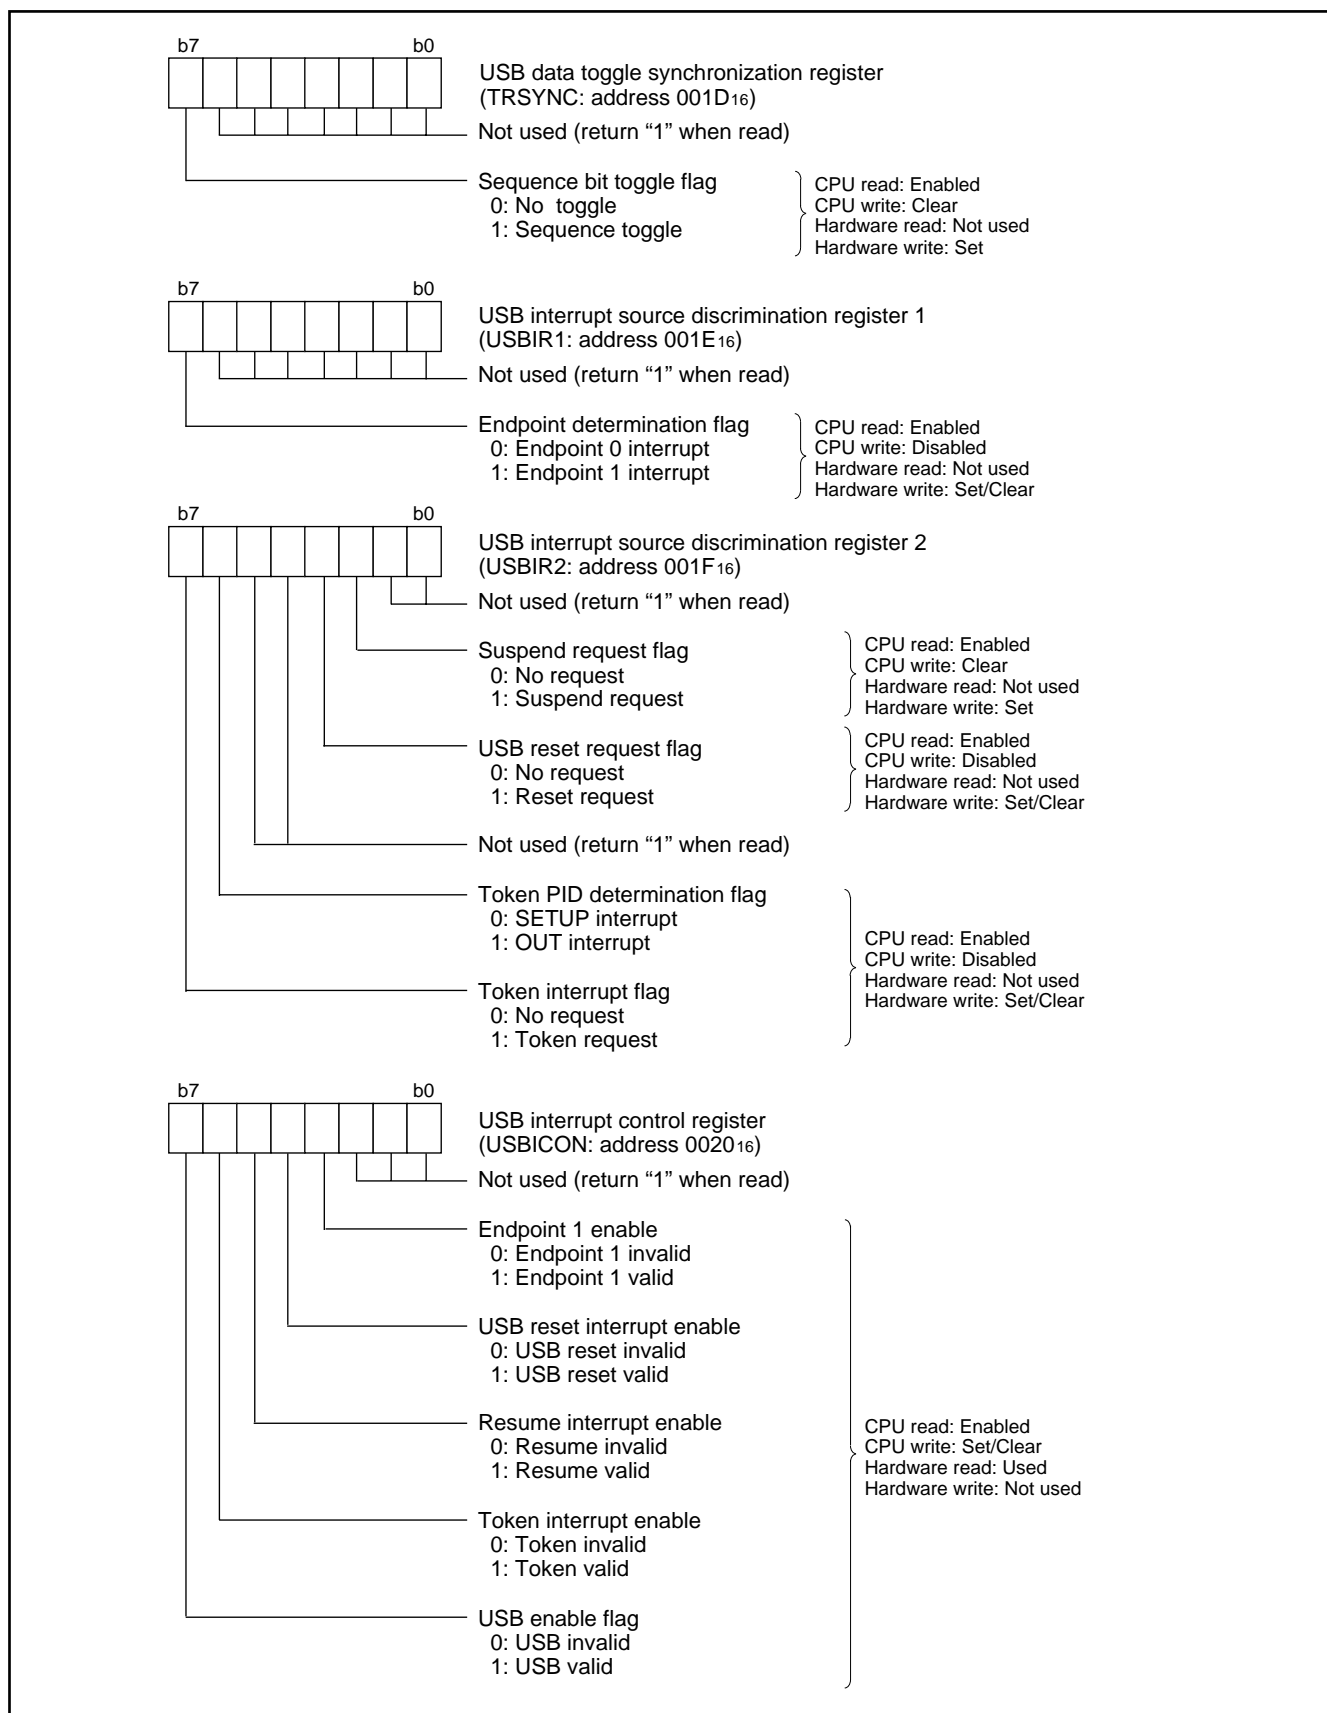 b7 b0
USB data toggle synchronization register
(TRSYNC: address 001D16)
Not used (return “1” when read)
Sequence bit toggle flag
0: No toggle
1: Sequence toggle
CPU read: Enabled
CPU write: Clear
Hardware read: Not used
Hardware write: Set
b7 b0
USB interrupt source discrimination register 1
(USBIR1: address 001E16)
Not used (return “1” when read)
Endpoint determination flag
0: Endpoint 0 interrupt
1: Endpoint 1 interrupt
CPU read: Enabled
CPU write: Disabled
Hardware read: Not used
Hardware write: Set/Clear
b7 b0
USB interrupt source discrimination register 2
(USBIR2: address 001F16)
Not used (return “1” when read)
Suspend request flag
0: No request
1: Suspend request
CPU read: Enabled
CPU write: Clear
Hardware read: Not used
Hardware write: Set
USB reset request flag
0: No request
1: Reset request
CPU read: Enabled
CPU write: Disabled
Hardware read: Not used
Hardware write: Set/Clear
Not used (return “1” when read)
Token PID determination flag
0: SETUP interrupt
1: OUT interrupt
Token interrupt flag
0: No request
1: Token request
CPU read: Enabled
CPU write: Disabled
Hardware read: Not used
Hardware write: Set/Clear
b7 b0
USB interrupt control register
(USBICON: address 002016)
Not used (return “1” when read)
Endpoint 1 enable
0: Endpoint 1 invalid
1: Endpoint 1 valid
USB reset interrupt enable
0: USB reset invalid
1: USB reset valid
Resume interrupt enable
0: Resume invalid
1: Resume valid
Token interrupt enable
0: Token invalid
1: Token valid
USB enable flag
0: USB invalid
1: USB valid
CPU read: Enabled
CPU write: Set/Clear
Hardware read: Used
Hardware write: Not used